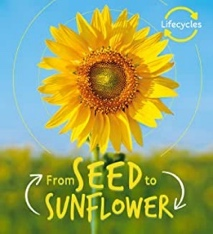 Lifecycles
From SEED to
SUNFLOWER